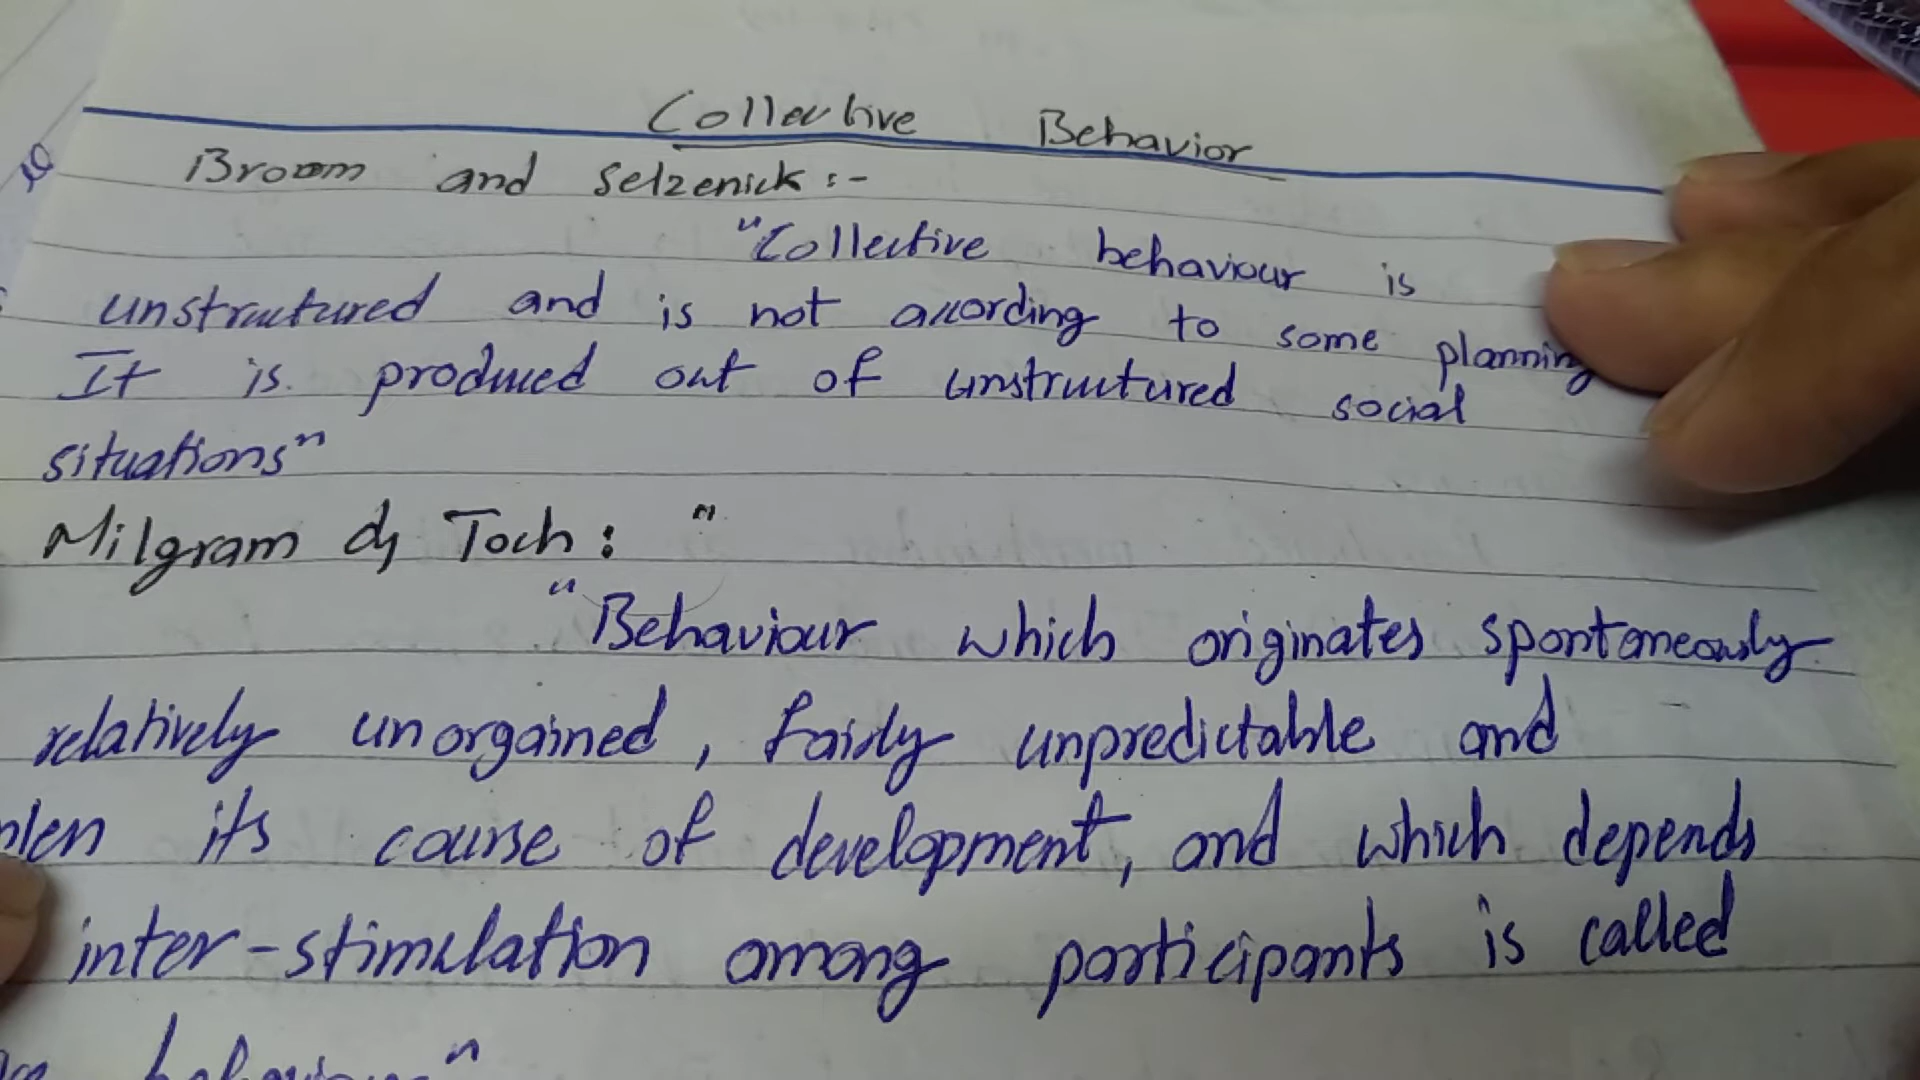 Collective Behavior
Broom and Selzenick :-
"Collective behaviour is
unstructured and is not according to some planning
It is produced out of unstructured social
situations"
Milgram & Toch : "
"Behaviour which originates spontaneously
relatively unorgained, fairly unpredictable and
its course of development, and which depends
inter-stimulation among participants is called
behaviour"